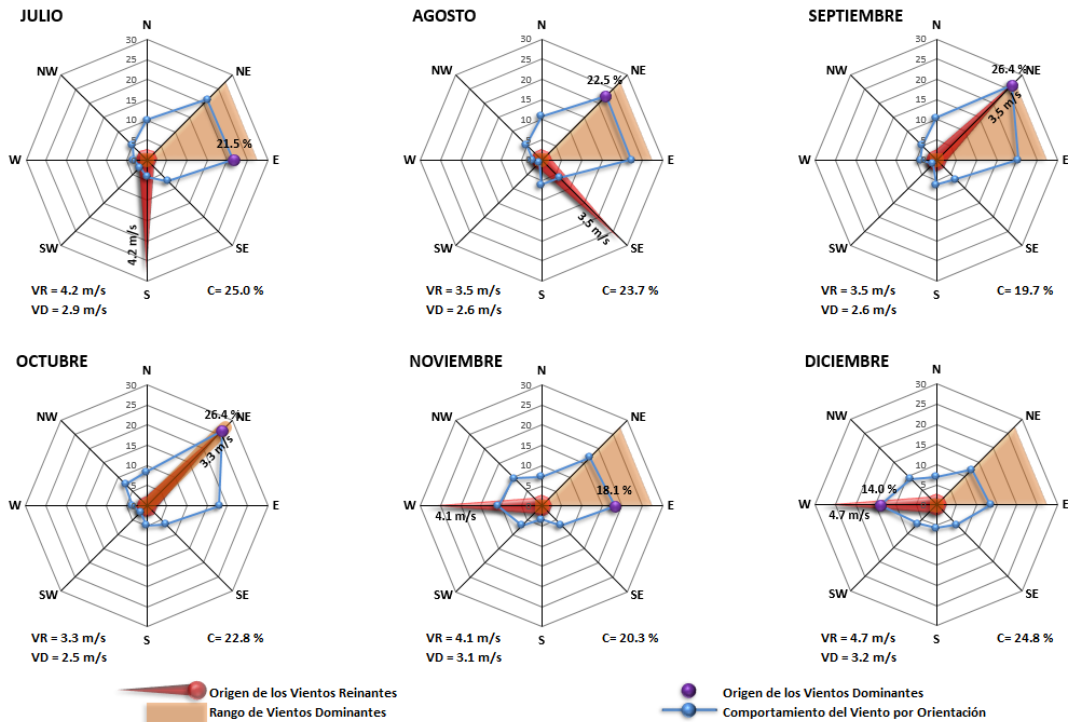 JULIO
N
30
25
20
15
10
5
NW
NE
W
E
21.5 %
4.2 m/s
SW
SE
S
VR = 4.2 m/s
C= 25.0 %
VD = 2.9 m/s
AGOSTO
N
30
25
20
15
10
5
NW
NE
22.5 %
W
E
3.5 m/s
SW
SE
S
VR = 3.5 m/s
C= 23.7 %
VD = 2.6 m/s
SEPTIEMBRE
N
30
25
20
15
10
5
NW
NE
26.4 %
3.5 m/s
W
E
SW
SE
S
VR = 3.5 m/s
C= 19.7 %
VD = 2.6 m/s
OCTUBRE
N
30
25
20
15
10
5
NW
NE
26.4 %
3.3 m/s
W
E
SW
SE
S
VR = 3.3 m/s
C= 22.8 %
VD = 2.5 m/s
NOVIEMBRE
N
30
25
20
15
10
5
NW
NE
18.1 %
W
E
4.1 m/s
SW
SE
S
VR = 4.1 m/s
C= 20.3 %
VD = 3.1 m/s
DICIEMBRE
N
30
25
20
15
10
5
NW
NE
14.0 %
W
E
4.7 m/s
SW
SE
S
VR = 4.7 m/s
C= 24.8 %
VD = 3.2 m/s
Origen de los Vientos Reinantes
Origen de los Vientos Dominantes
Rango de Vientos Dominantes
Comportamiento del Viento por Orientación